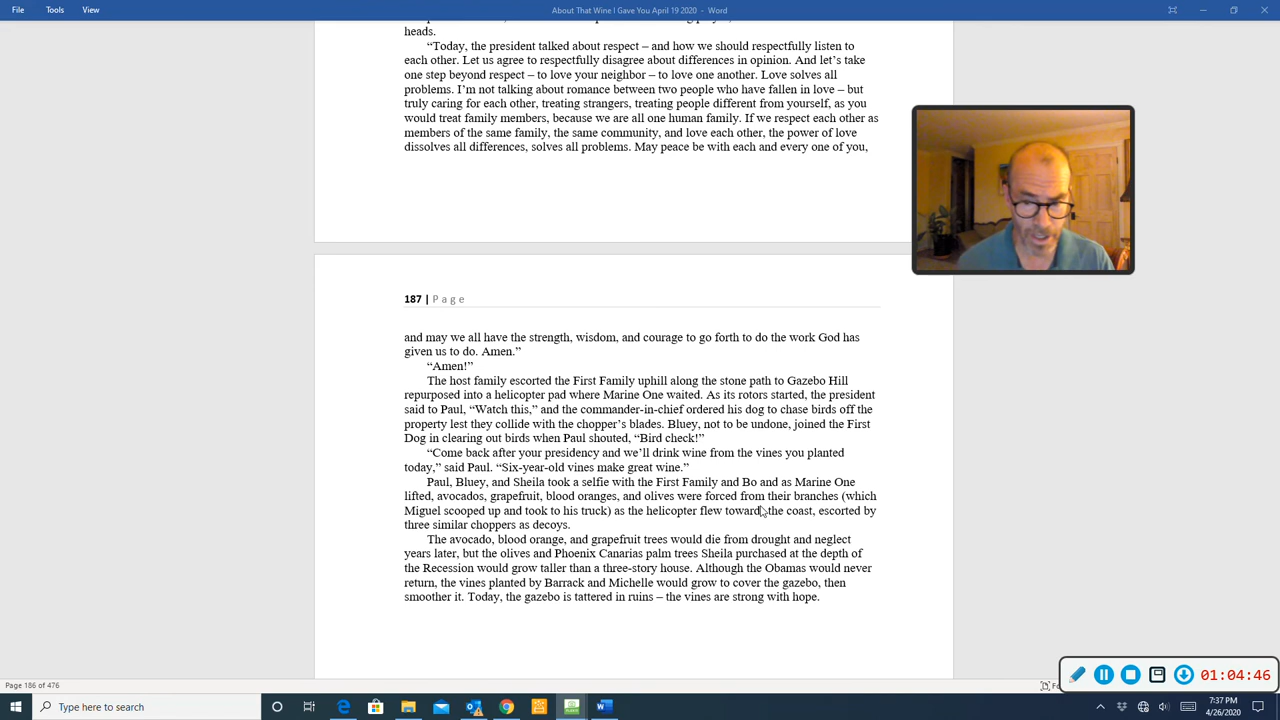 File Tools View About That Wine I Gave You April 19 2020 - Word
heads.
“Today, the president talked about respect – and how we should respectfully listen to
each other. Let us agree to respectfully disagree about differences in opinion. And let’s take
one step beyond respect – to love your neighbor – to love one another. Love solves all
problems. I’m not talking about romance between two people who have fallen in love – but
truly caring for each other, treating strangers, treating people different from yourself, as you
would treat family members, because we are all one human family. If we respect each other as
members of the same family, the same community, and love each other, the power of love
dissolves all differences, solves all problems. May peace be with each and every one of you,
187 | Page
and may we all have the strength, wisdom, and courage to go forth to do the work God has
given us to do. Amen.”
“Amen!”
The host family escorted the First Family uphill along the stone path to Gazebo Hill
repurposed into a helicopter pad where Marine One waited. As its rotors started, the president
said to Paul, “Watch this,” and the commander-in-chief ordered his dog to chase birds off the
property lest they collide with the chopper’s blades. Bluey, not to be undone, joined the First
Dog in clearing out birds when Paul shouted, “Bird check!”
“Come back after your presidency and we’ll drink wine from the vines you planted
today,” said Paul. “Six-year-old vines make great wine.”
Paul, Bluey, and Sheila took a selfie with the First Family and Bo and as Marine One
lifted, avocados, grapefruit, blood oranges, and olives were forced from their branches (which
Miguel scooped up and took to his truck) as the helicopter flew toward the coast, escorted by
three similar choppers as decoys.
The avocado, blood orange, and grapefruit trees would die from drought and neglect
years later, but the olives and Phoenix Canarias palm trees Sheila purchased at the depth of
the Recession would grow taller than a three-story house. Although the Obamas would never
return, the vines planted by Barrack and Michelle would grow to cover the gazebo, then
smoother it. Today, the gazebo is tattered in ruins – the vines are strong with hope.
01:04:46
Page 186 of 476
Type here to search
7:37 PM
4/26/2020